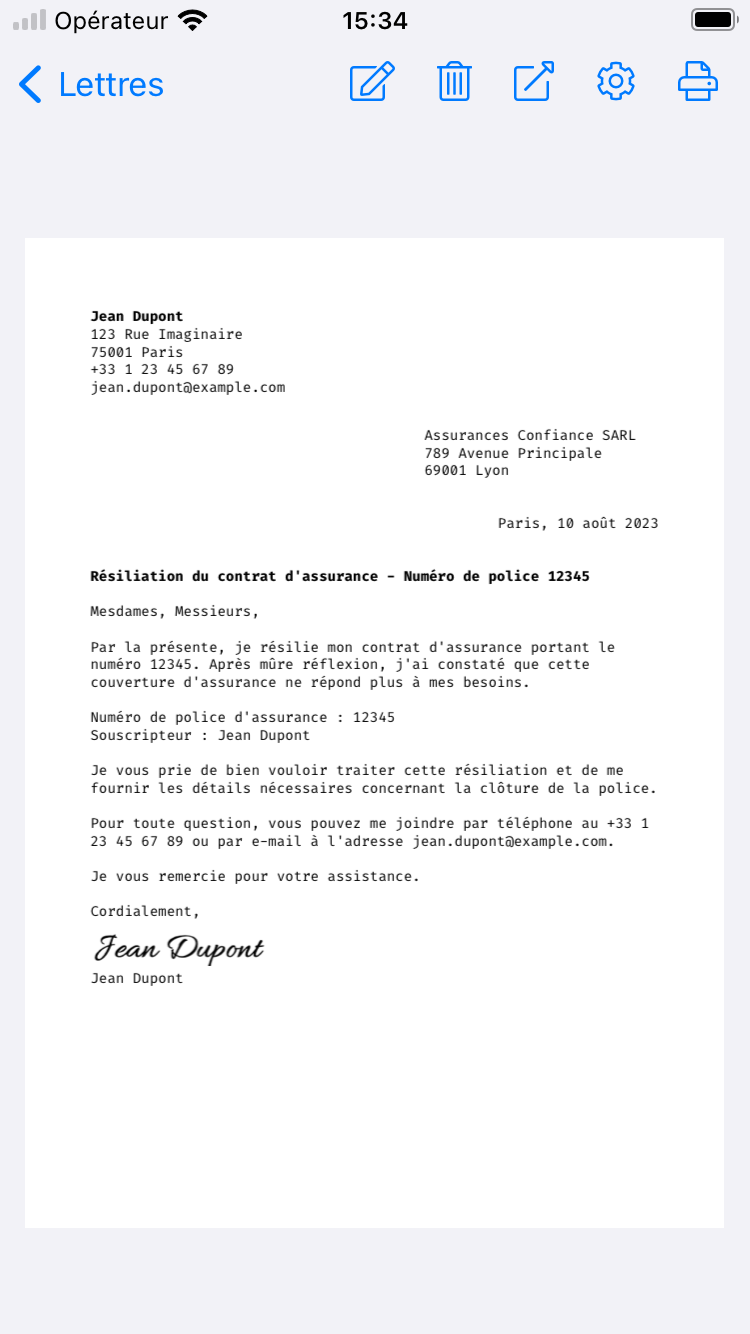 Opérateur 15:34
Lettres
Jean Dupont
123 Rue Imaginaire
75001 Paris
+33 1 23 45 67 89
jean.dupont@example.com
Assurances Confiance SARL
789 Avenue Principale
69001 Lyon
Paris, 10 août 2023
Résiliation du contrat d'assurance - Numéro de police 12345
Mesdames, Messieurs,
Par la présente, je résilie mon contrat d'assurance portant le
numéro 12345. Après mûre réflexion, j'ai constaté que cette
couverture d'assurance ne répond plus à mes besoins.
Numéro de police d'assurance : 12345
Souscripteur : Jean Dupont
Je vous prie de bien vouloir traiter cette résiliation et de me
fournir les détails nécessaires concernant la clôture de la police.
Pour toute question, vous pouvez me joindre par téléphone au +33 1
23 45 67 89 ou par e-mail à l'adresse jean.dupont@example.com.
Je vous remercie pour votre assistance.
Cordialement,
Jean Dupont
Jean Dupont